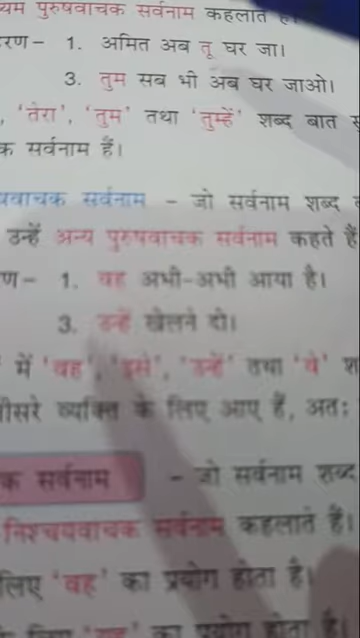 यम पुरुषवाचक सर्वनाम कहलाते
रण– 1. अमित अब तू घर जा।
3. तुम सब भी अब घर जाओ।
, 'तेरा', 'तुम' तथा 'तुम्हें' शब्द बात
क सर्वनाम हैं।
यवाचक सर्वनाम – जो सर्वनाम शब्द
उन्हें अन्य पुरुषवाचक सर्वनाम कहते हैं
ण– 1. वह अभी-अभी आया है।
3. उन्हें खेलने दो।
' में 'वह', 'इसे', 'उन्हें' तथा 'वे' श
तीसरे व्यक्ति के लिए आए हैं, अतः
क सर्वनाम – जो सर्वनाम शब्द
निश्चयवाचक सर्वनाम कहलाते हैं।
लिए 'वह' का प्रयोग होता है।
के लिए 'यह' का प्रयोग होता है।